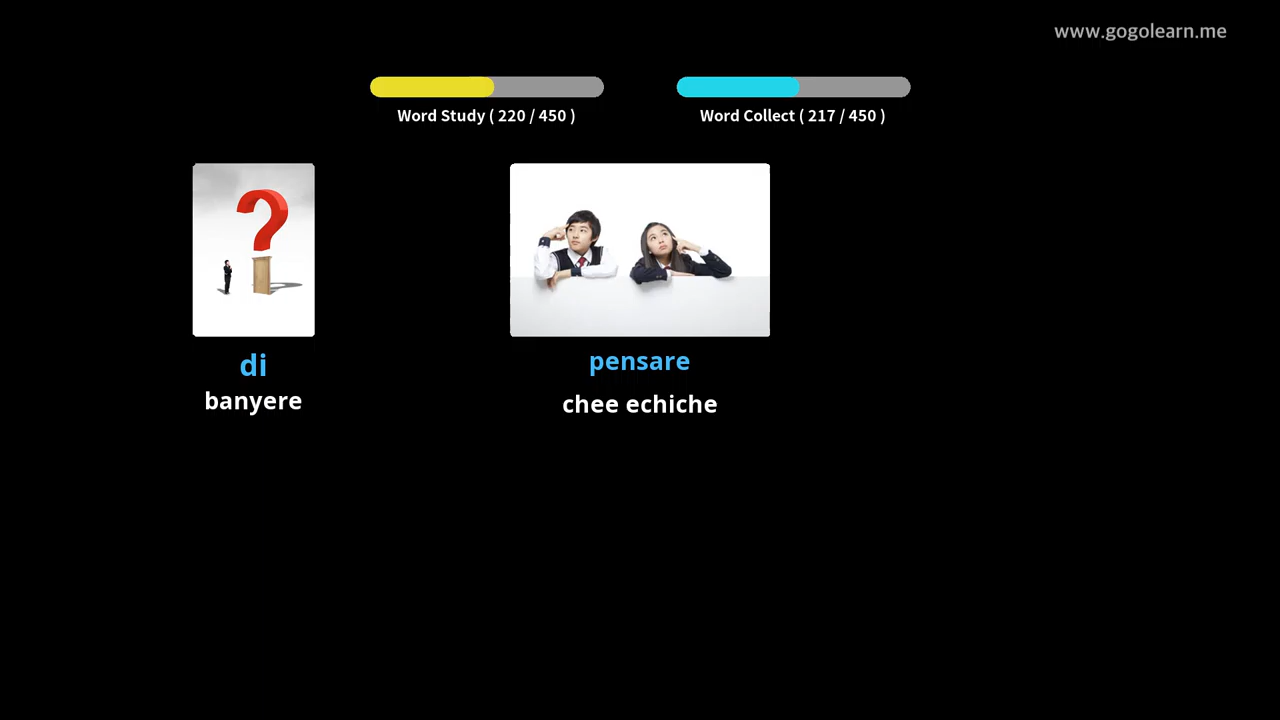 www.gogolearn.me
Word Study ( 220 / 450 )
Word Collect ( 217 / 450 )
di
banyere
pensare
chee echiche